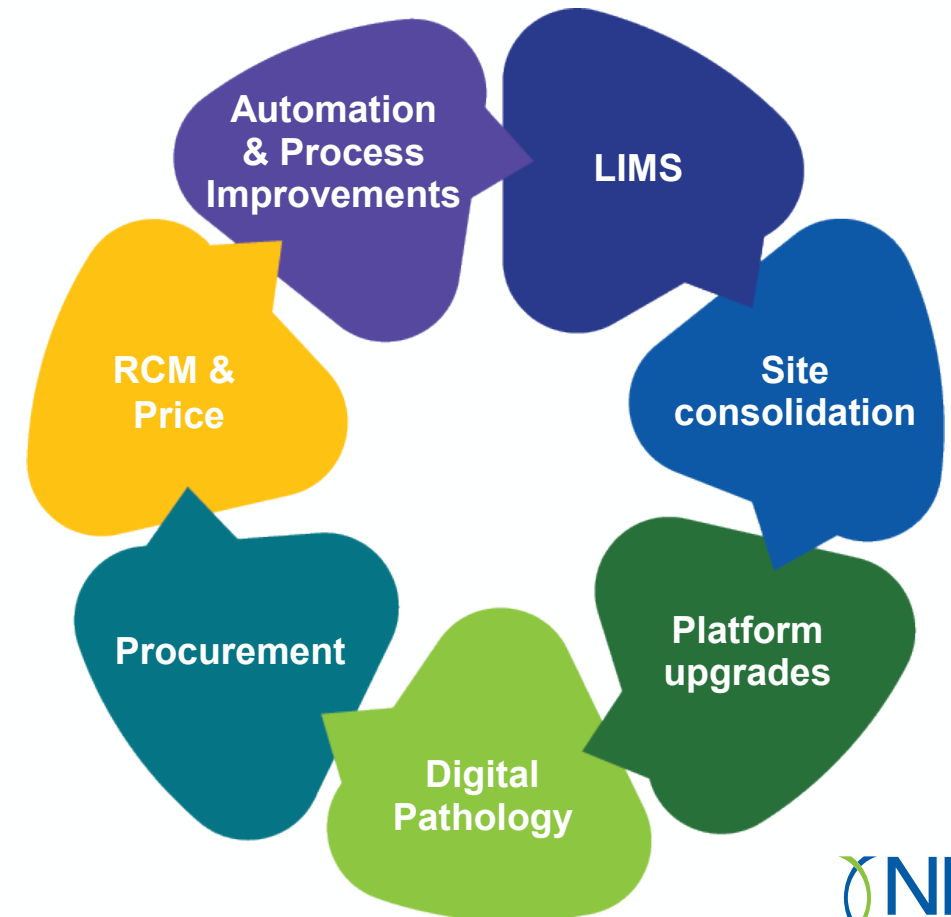 Automation
& Process
Improvements
LIMS
Site
consolidation
Platform
upgrades
Digital
Pathology
Procurement
RCM &
Price